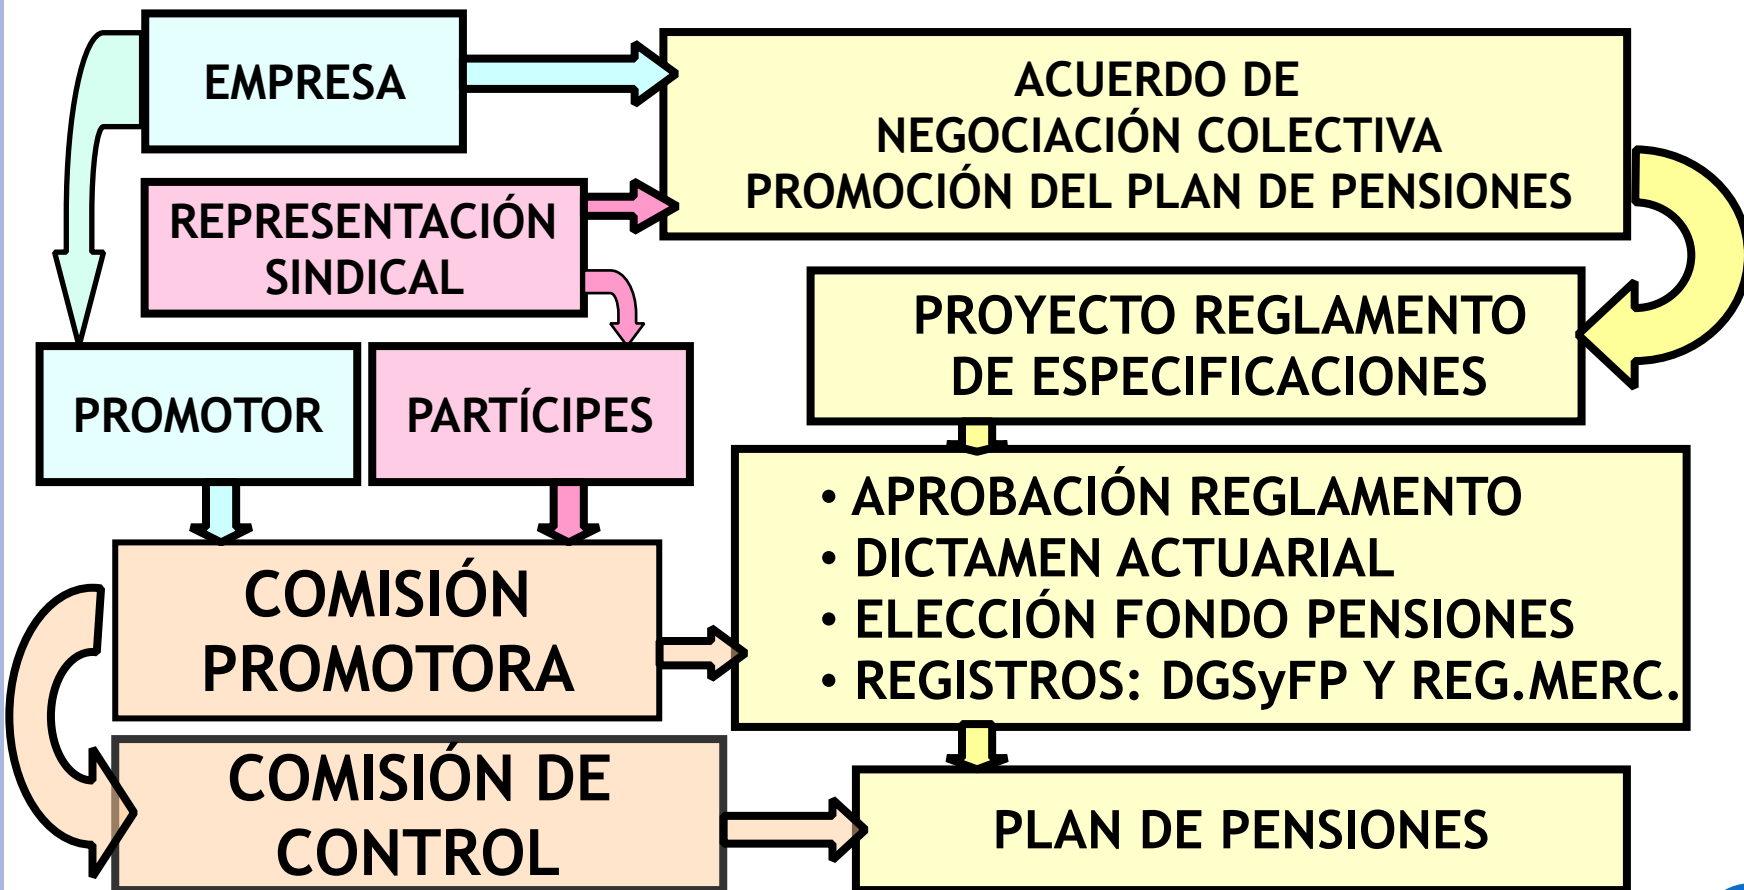 EMPRESA
ACUERDO DE
NEGOCIACIÓN COLECTIVA
PROMOCIÓN DEL PLAN DE PENSIONES
REPRESENTACIÓN
SINDICAL
PROYECTO REGLAMENTO
DE ESPECIFICACIONES
PROMOTOR
PARTÍCIPES
• APROBACIÓN REGLAMENTO
• DICTAMEN ACTUARIAL
• ELECCIÓN FONDO PENSIONES
• REGISTROS: DGSyFP Y REG.MERC.
COMISIÓN
PROMOTORA
COMISIÓN DE
CONTROL
PLAN DE PENSIONES